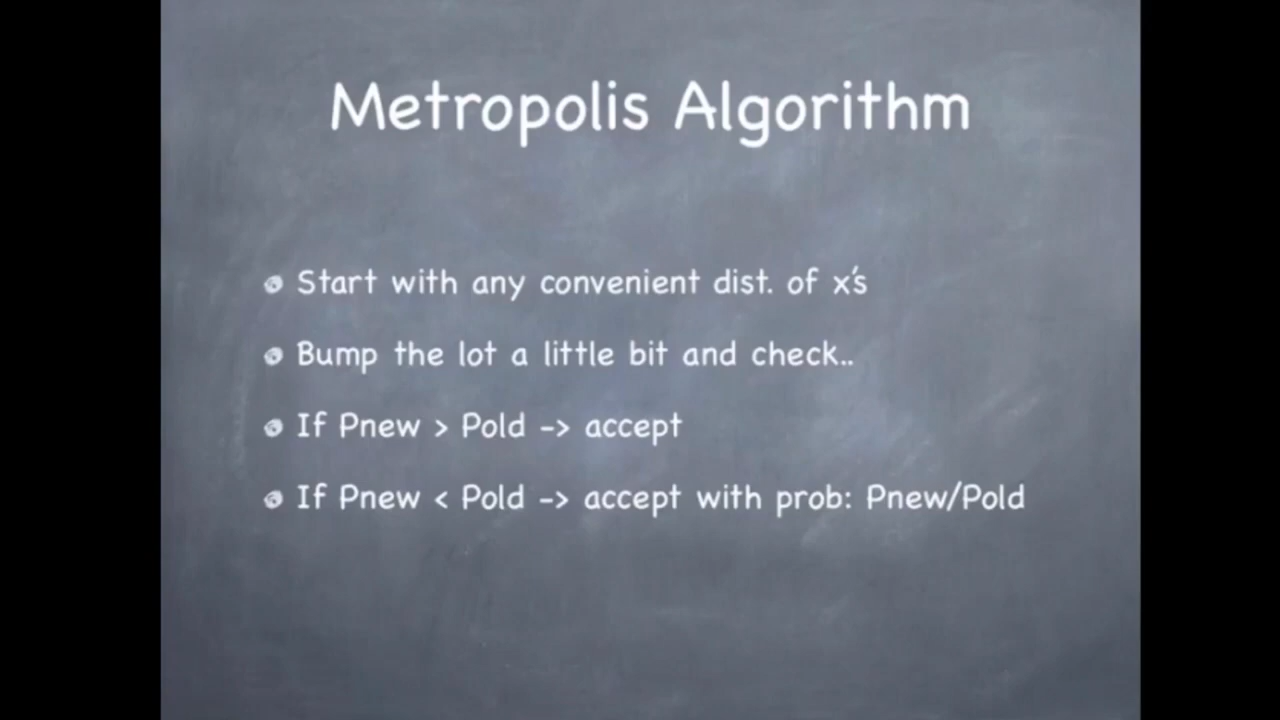 Metropolis Algorithm
Start with any convenient dist. of x's
Bump the lot a little bit and check..
If Pnew > Pold -> accept
If Pnew < Pold -> accept with prob: Pnew/Pold